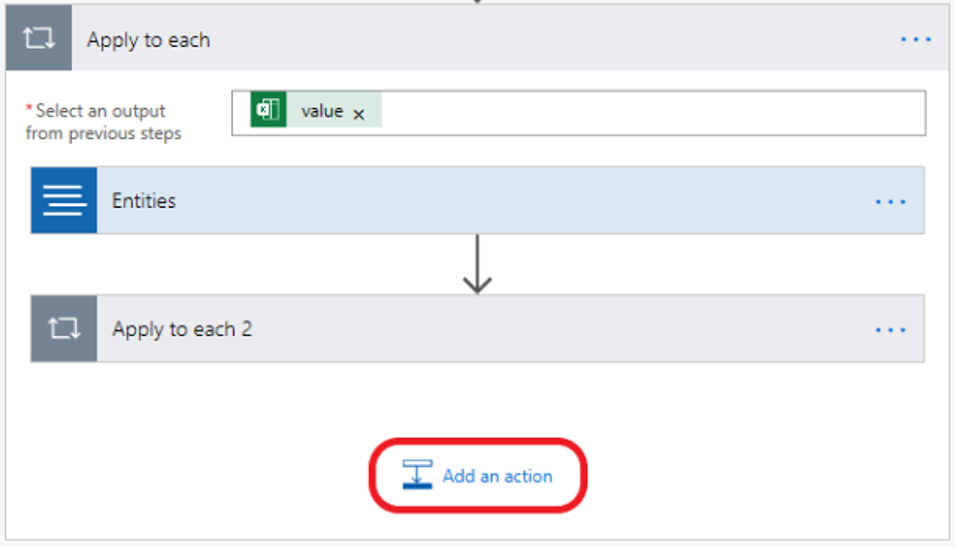 Apply to each
* Select an output
from previous steps
value
Entities
Apply to each 2
Add an action